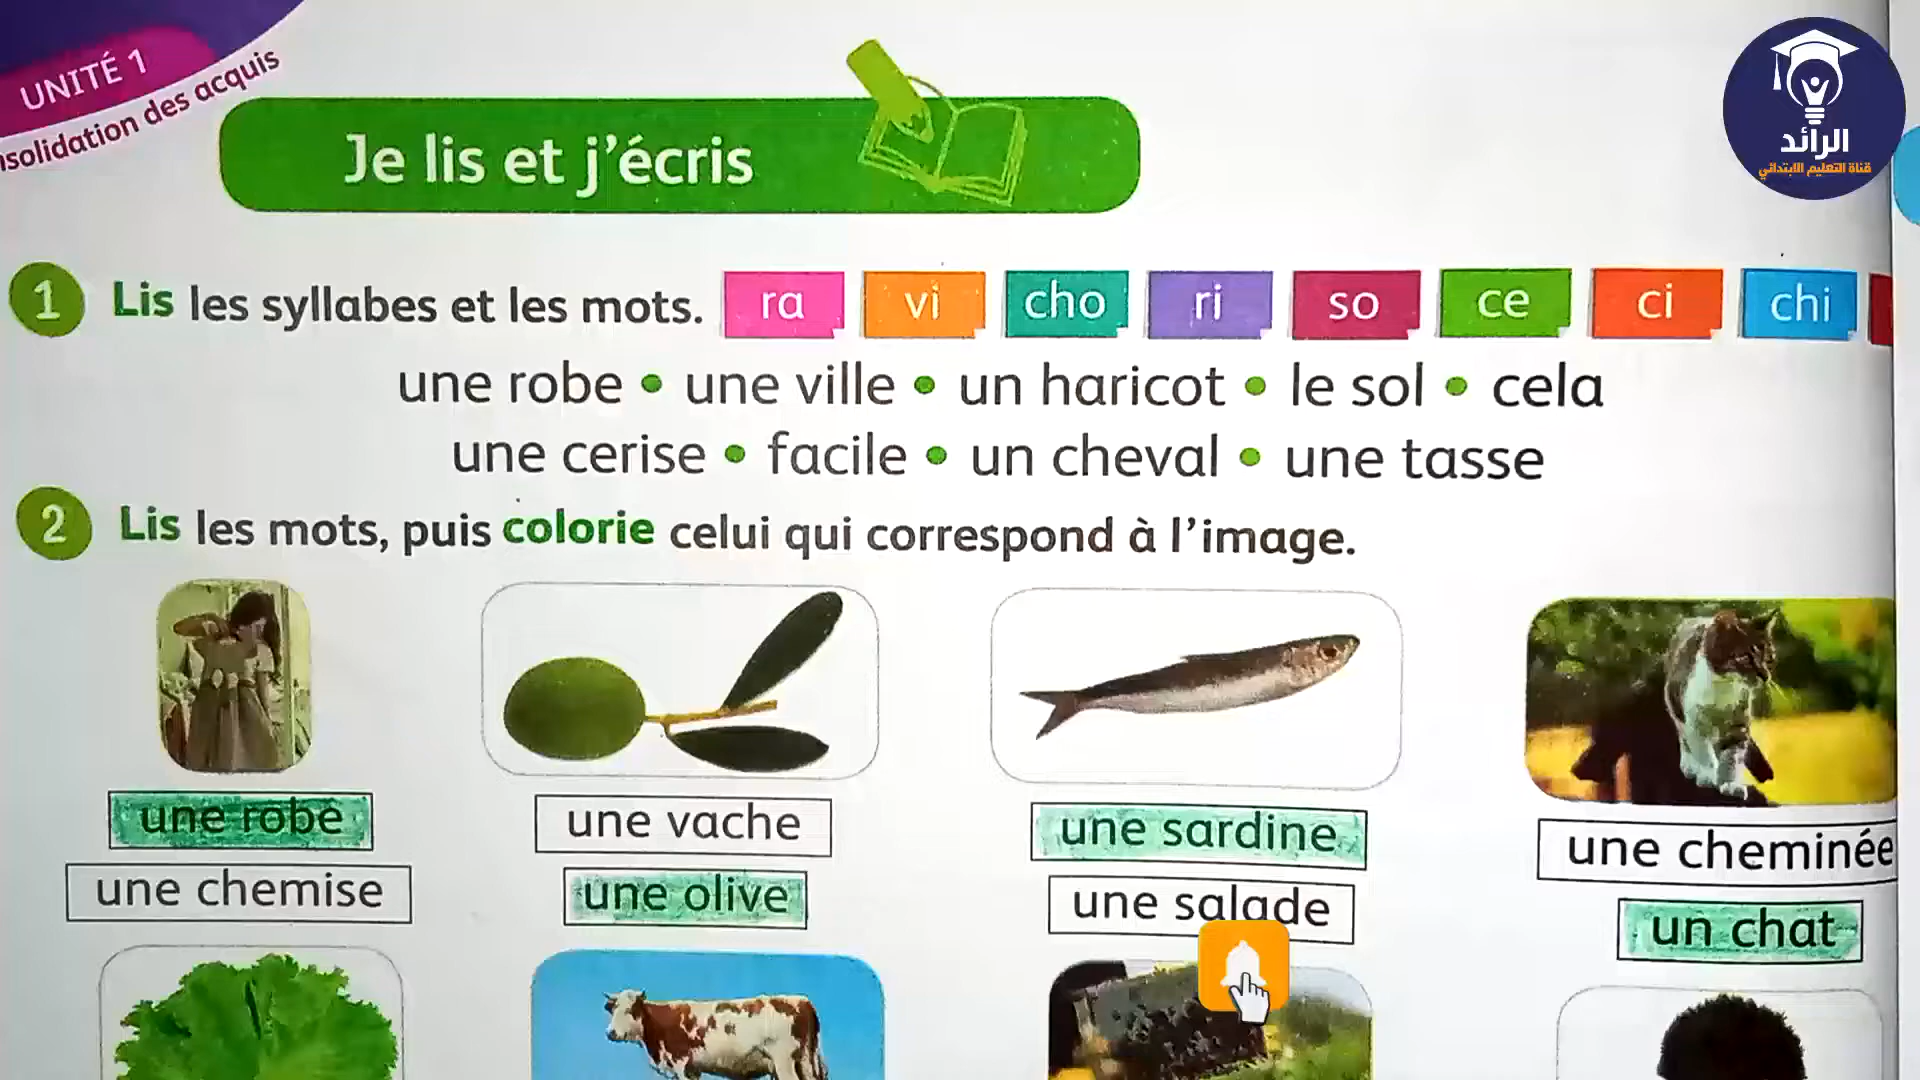 UNITÉ 1
nsolidation des acquis
Je lis et j'écris
الرائد
قناة التعليم الابتدائي
1 Lis les syllabes et les mots. ra vi cho ri so ce ci chi
une robe • une ville • un haricot • le sol • cela
une cerise • facile • un cheval • une tasse
2 Lis les mots, puis colorie celui qui correspond à l'image.
une robe
une chemise
une vache
une olive
une sardine
une salade
une cheminée
un chat